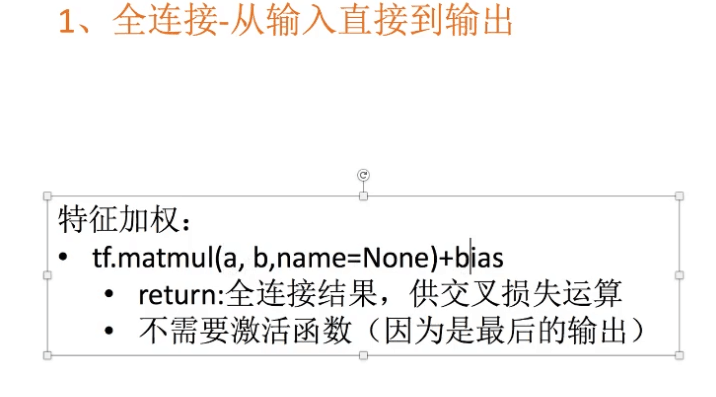 1、全连接-从输入直接到输出
特征加权：
• tf.matmul(a, b,name=None)+bias
• return:全连接结果，供交叉损失运算
• 不需要激活函数（因为是最后的输出）